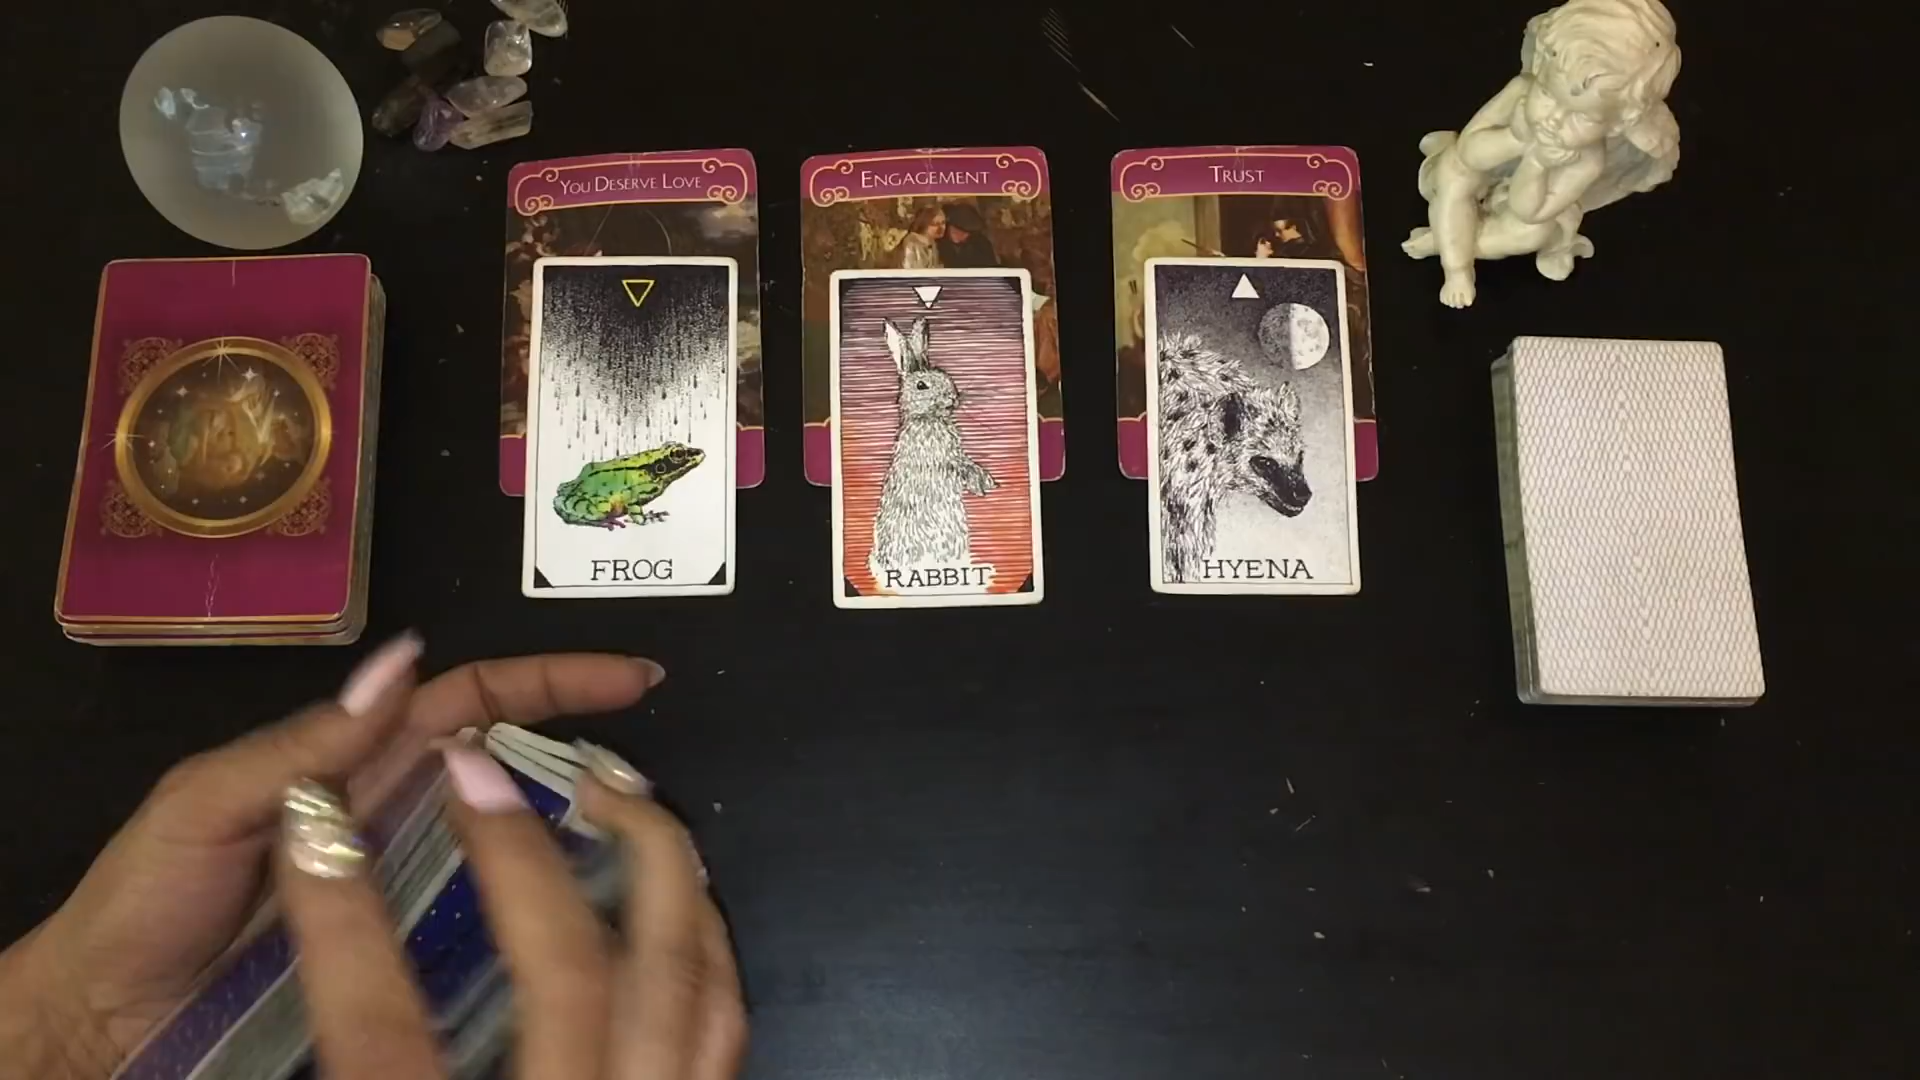 YOU DESERVE LOVE
ENGAGEMENT
TRUST
FROG
RABBIT
HYENA